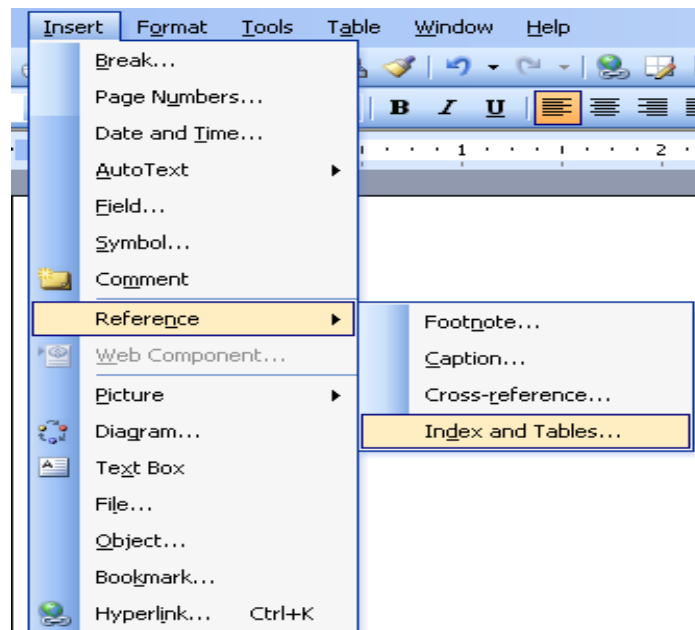 Insert Format Tools Table Window Help
B I U
1 2
Break...
Page Numbers...
Date and Time...
AutoText
Field...
Symbol...
Comment
Reference
Footnote...
Web Component...
Caption...
Picture
Cross-reference...
Diagram...
Index and Tables...
Text Box
File...
Object...
Bookmark...
Hyperlink... Ctrl+K